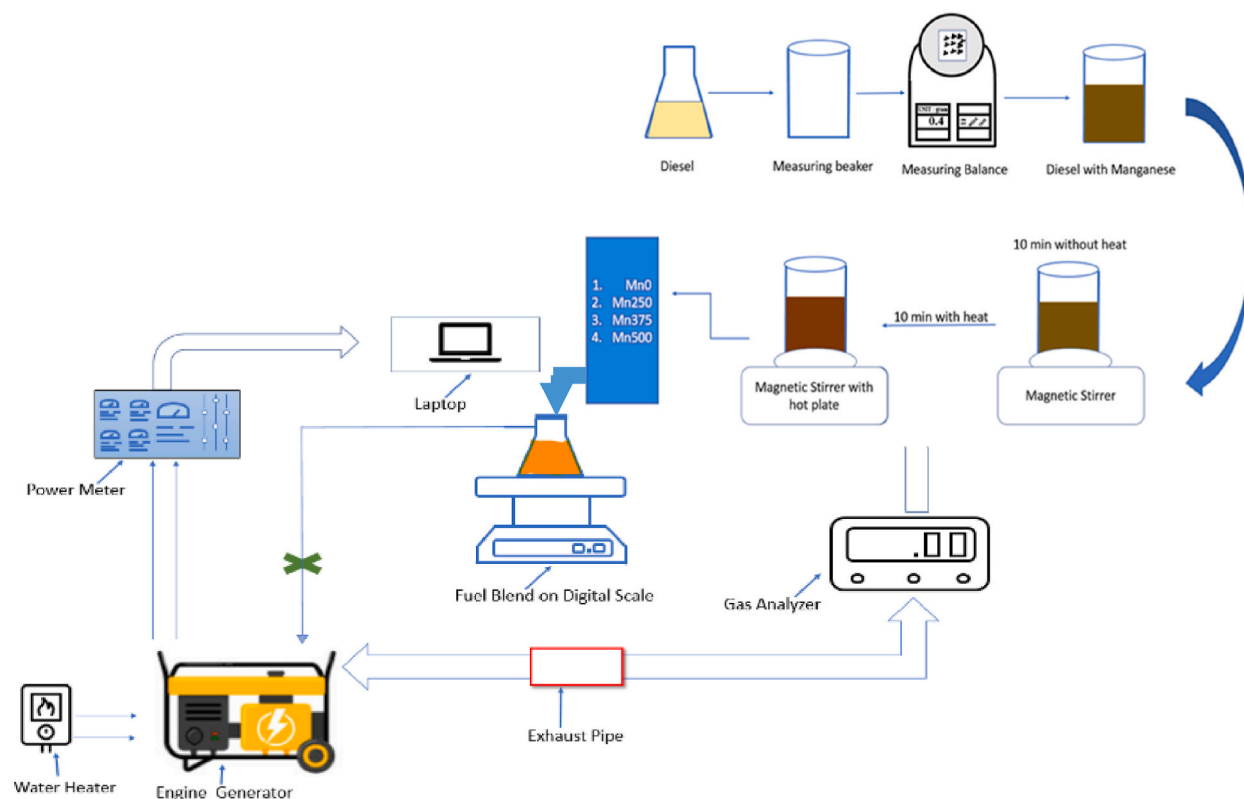 0.4
Diesel
Measuring beaker
Measuring Balance
Diesel with Manganese
10 min without heat
1. Mn0
2. Mn250
3. Mn375
4. Mn500
10 min with heat
Magnetic Stirrer with
hot plate
Magnetic Stirrer
Laptop
Power Meter
Fuel Blend on Digital Scale
Gas Analyzer
Exhaust Pipe
Water Heater
Engine Generator